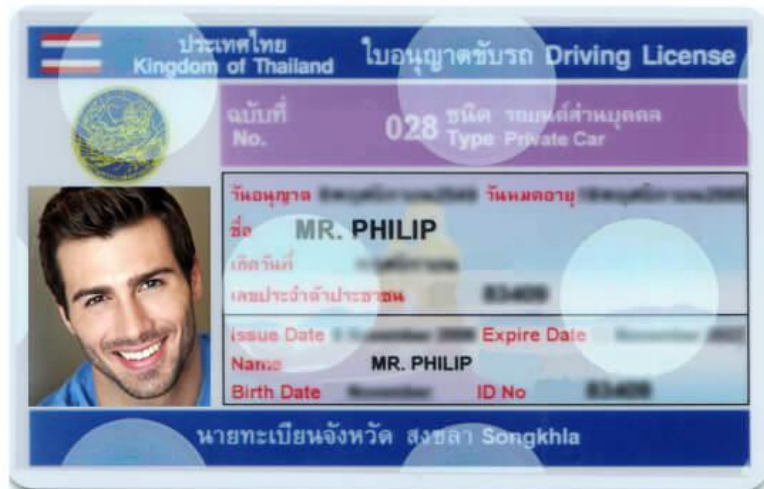 ประเทศไทย ใบอนุญาตขับรถ Driving License
Kingdom of Thailand
ฉบับที่ 028 ชนิด รถยนต์ส่วนบุคคล
No. Type Private Car
วันอนุญาต วันหมดอายุ
ชื่อ MR. PHILIP
เกิดวันที่
เลขประจำตัวประชาชน 83409
Issue Date November Expire Date November
Name MR. PHILIP
Birth Date November ID No 83409
นายทะเบียนจังหวัด สงขลา Songkhla